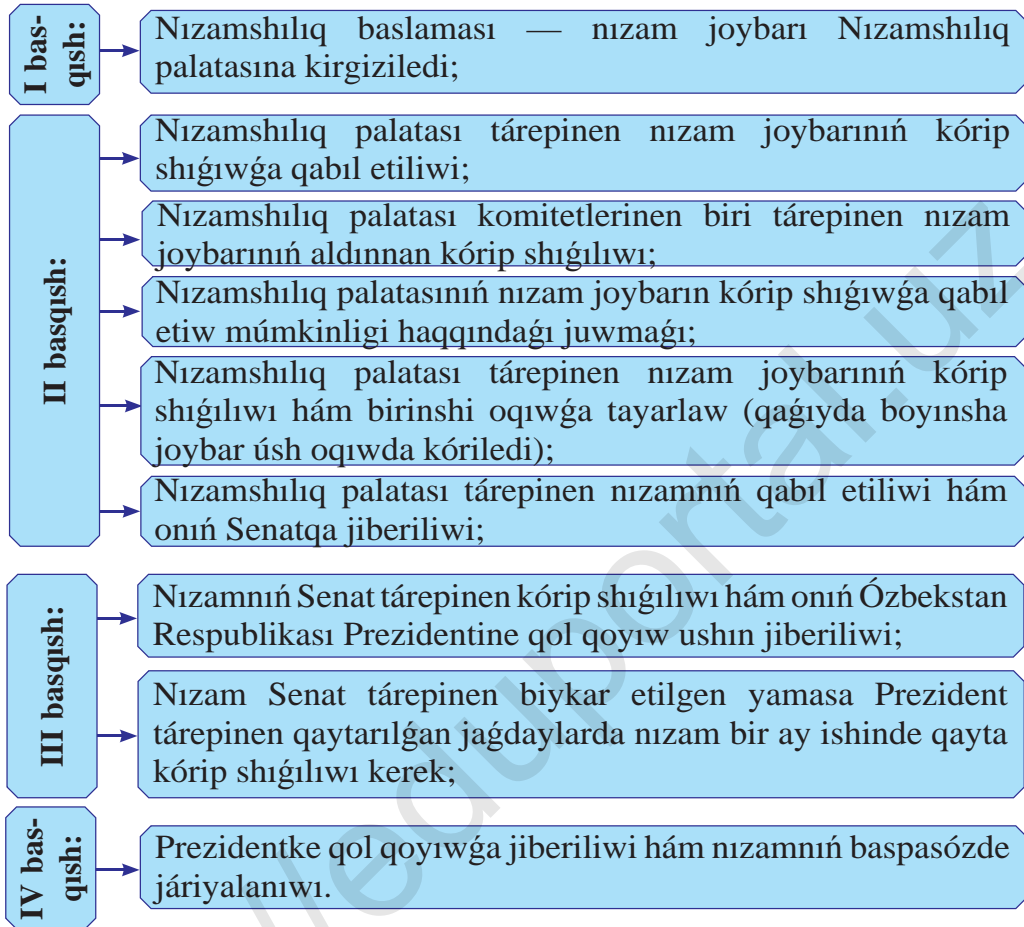 I bas-
qısh:
Nızamshılıq baslaması — nızam joybarı Nızamshılıq
palatasına kirgiziledi;
II basqısh:
Nızamshılıq palatası tárepinen nızam joybarınıń kórip
shıǵıwǵa qabıl etiliwi;
Nızamshılıq palatası komitetlerinen biri tárepinen nızam
joybarınıń aldınnan kórip shıǵılıwı;
Nızamshılıq palatasınıń nızam joybarın kórip shıǵıwǵa qabıl
etiw múmkinligi haqqındaǵı juwmaǵı;
Nızamshılıq palatası tárepinen nızam joybarınıń kórip
shıǵılıwı hám birinshi oqıwǵa tayarlaw (qaǵıyda boyınsha
joybar úsh oqıwda kóriledi);
Nızamshılıq palatası tárepinen nızamnıń qabıl etiliwi hám
onıń Senatqa jiberiliwi;
III basqısh:
Nızamnıń Senat tárepinen kórip shıǵılıwı hám onıń Ózbekstan
Respublikası Prezidentine qol qoyıw ushın jiberiliwi;
Nızam Senat tárepinen biykar etilgen yamasa Prezident
tárepinen qaytarılǵan jaǵdaylarda nızam bir ay ishinde qayta
kórip shıǵılıwı kerek;
IV bas-
qısh:
Prezidentke qol qoyıwǵa jiberiliwi hám nızamnıń baspasózde
járiyalanıwı.
//eduportal.uz